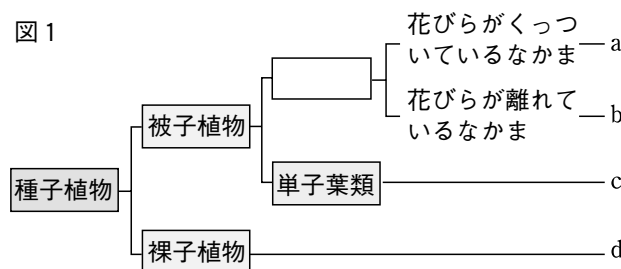 図1
花びらがくっつ
いているなかま
a
花びらが離れて
いるなかま
b
被子植物
単子葉類
c
種子植物
裸子植物
d